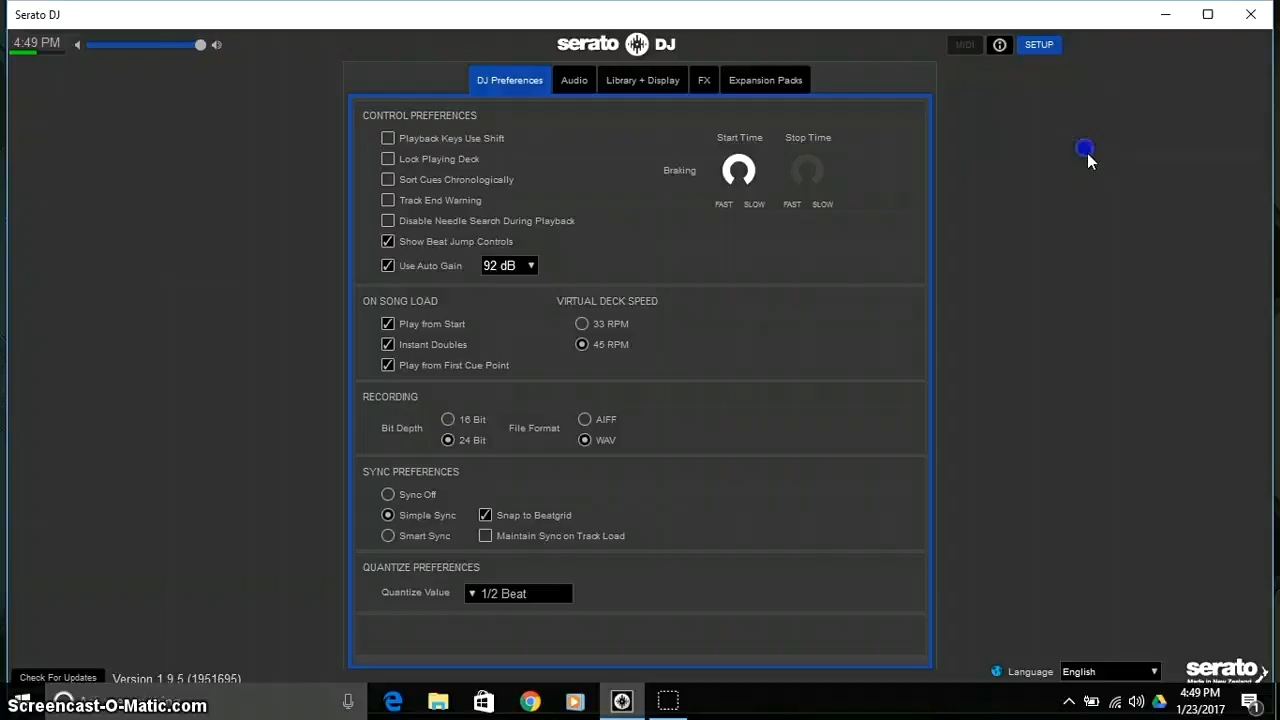 Serato DJ
4:49 PM
serato DJ
MIDI
SETUP
DJ Preferences
Audio
Library + Display
FX
Expansion Packs
CONTROL PREFERENCES
Playback Keys Use Shift
Lock Playing Deck
Sort Cues Chronologically
Track End Warning
Disable Needle Search During Playback
Show Beat Jump Controls
Use Auto Gain 92 dB
Start Time Stop Time
Braking
FAST SLOW FAST SLOW
ON SONG LOAD
Play from Start
Instant Doubles
Play from First Cue Point
VIRTUAL DECK SPEED
33 RPM
45 RPM
RECORDING
Bit Depth
16 Bit
24 Bit
File Format
AIFF
WAV
SYNC PREFERENCES
Sync Off
Simple Sync
Smart Sync
Snap to Beatgrid
Maintain Sync on Track Load
QUANTIZE PREFERENCES
Quantize Value 1/2 Beat
Check For Updates
Version 1.9.5 (1951695)
Language English
serato
Made in New Zealand
Screencast-O-Matic.com
4:49 PM
1/23/2017